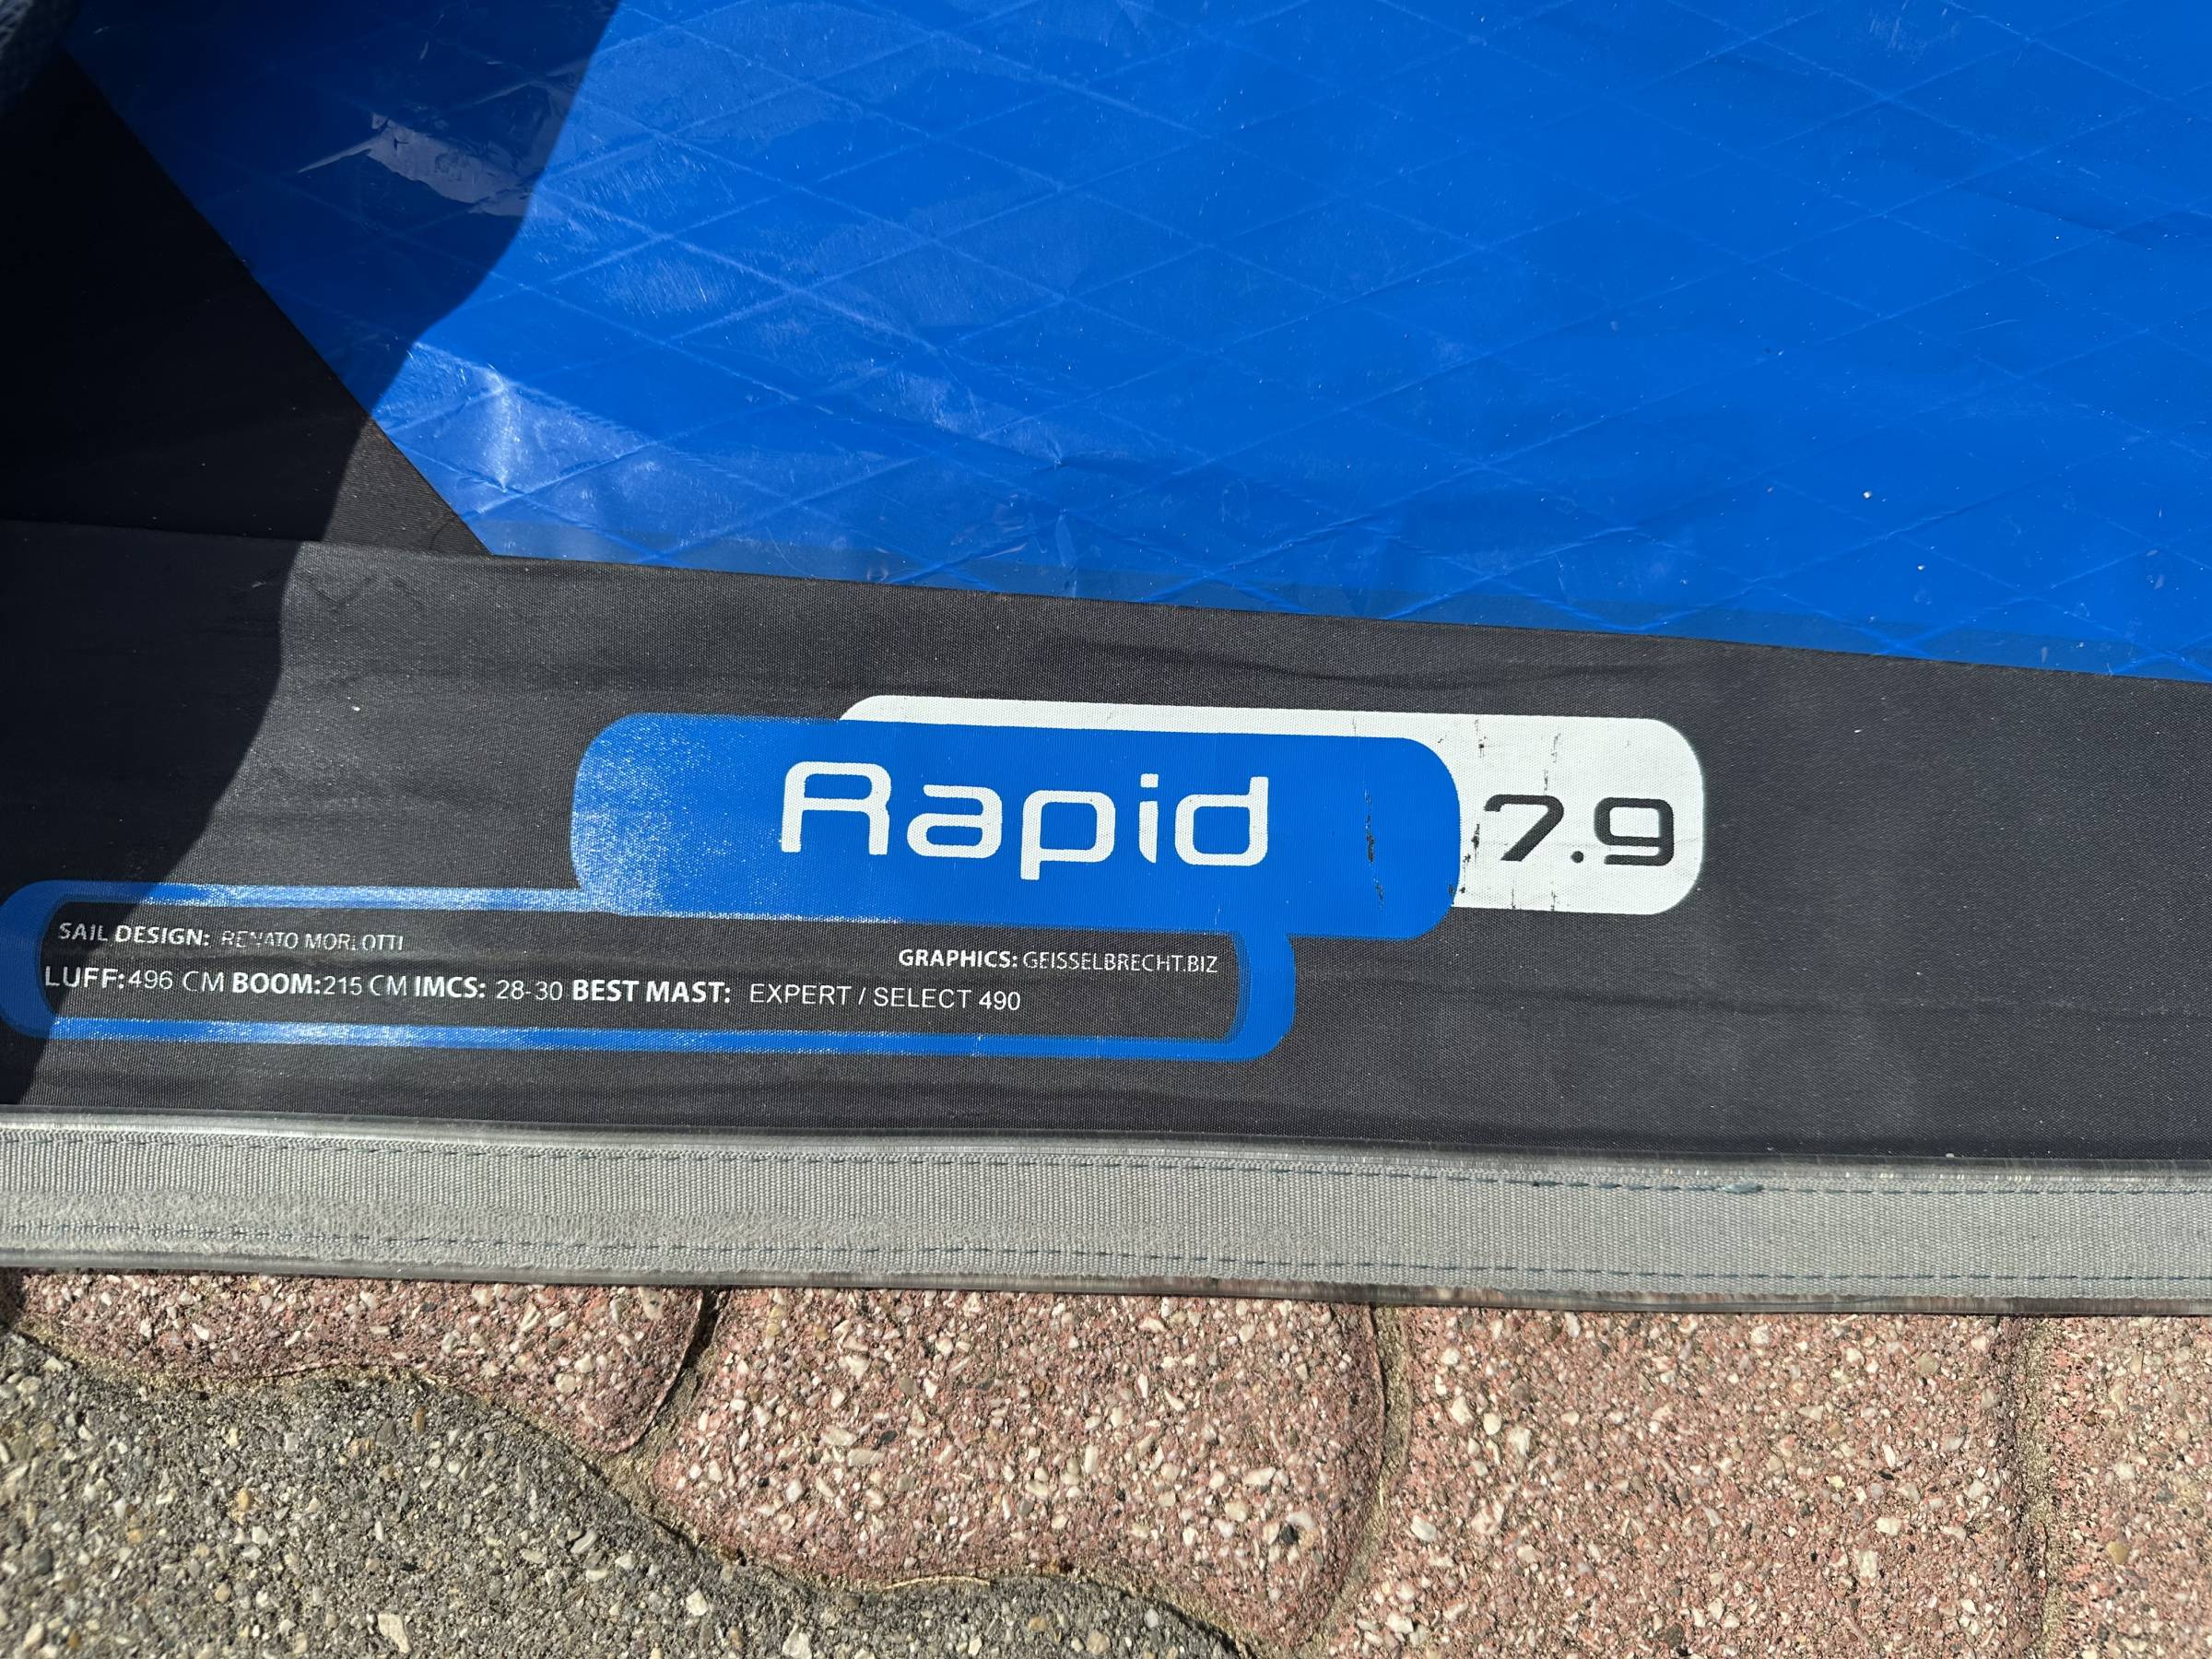 Rapid 7.9
SAIL DESIGN: RENATO MORLOTTI
GRAPHICS: GEISSELBRECHT.BIZ
LUFF:496 CM BOOM:215 CM IMCS: 28-30 BEST MAST: EXPERT / SELECT 490